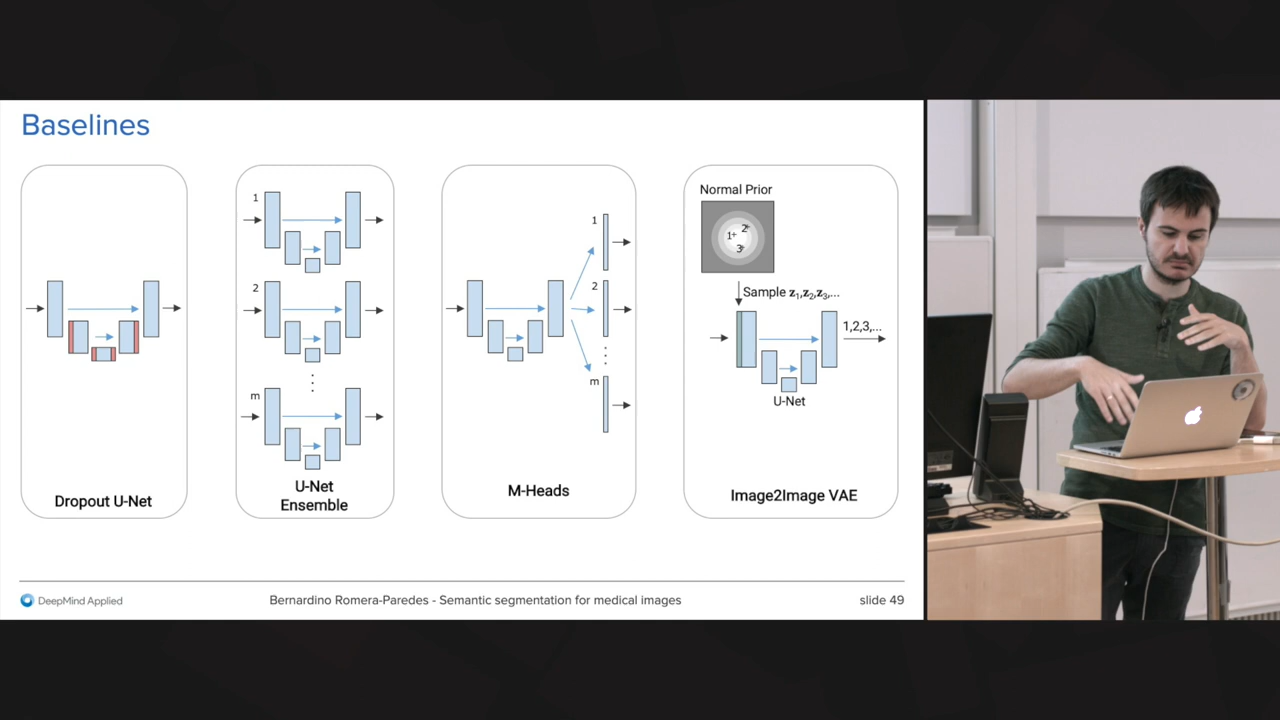 Baselines
Dropout U-Net
1
2
m
U-Net
Ensemble
1
2
m
M-Heads
Normal Prior
1+ 2+
3+
Sample z₁,z₂,z₃,...
1,2,3,...
U-Net
Image2Image VAE
DeepMind Applied
Bernardino Romera-Paredes - Semantic segmentation for medical images
slide 49